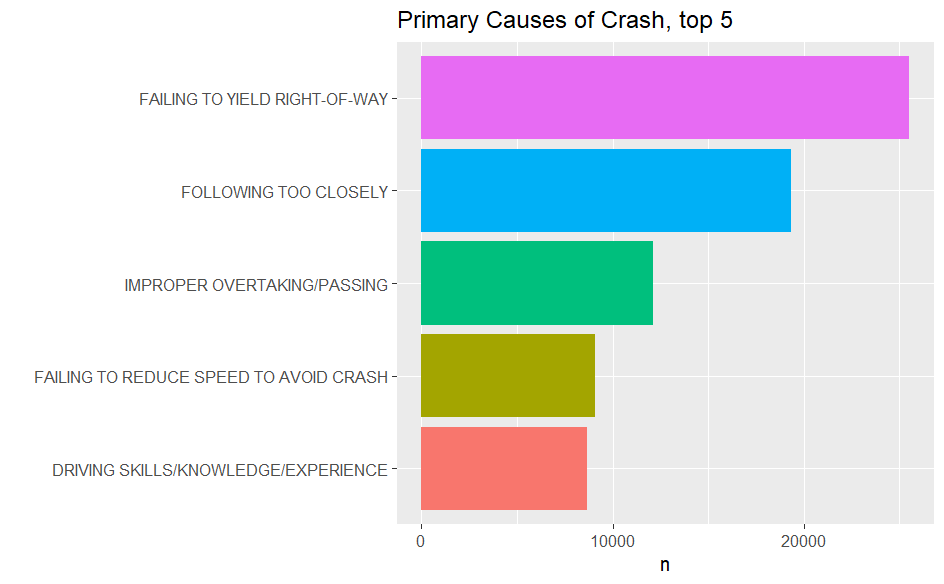 Primary Causes of Crash, top 5
FAILING TO YIELD RIGHT-OF-WAY
FOLLOWING TOO CLOSELY
IMPROPER OVERTAKING/PASSING
FAILING TO REDUCE SPEED TO AVOID CRASH
DRIVING SKILLS/KNOWLEDGE/EXPERIENCE
0 10000 20000
n